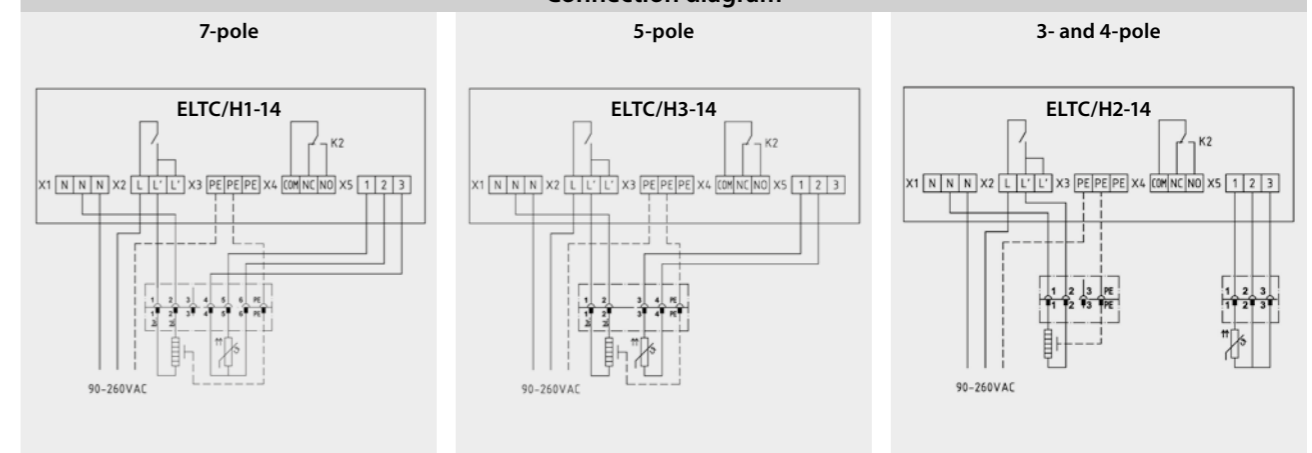 Connection diagram
7-pole
ELTC/H1-14
K2
X1 N N N X2 L L' L' X3 PE PE PE X4 COM NC NO X5 1 2 3
1 2 3 4 5 6 PE
1 2 3 4 5 6 PE
90-260VAC
5-pole
ELTC/H3-14
K2
X1 N N N X2 L L' L' X3 PE PE PE X4 COM NC NO X5 1 2 3
1 2 3 4 PE
1 2 3 4 PE
90-260VAC
3- and 4-pole
ELTC/H2-14
K2
X1 N N N X2 L L' L' X3 PE PE PE X4 COM NC NO X5 1 2 3
1 2 3 PE 1 2 3
1 2 3 PE 1 2 3
90-260VAC